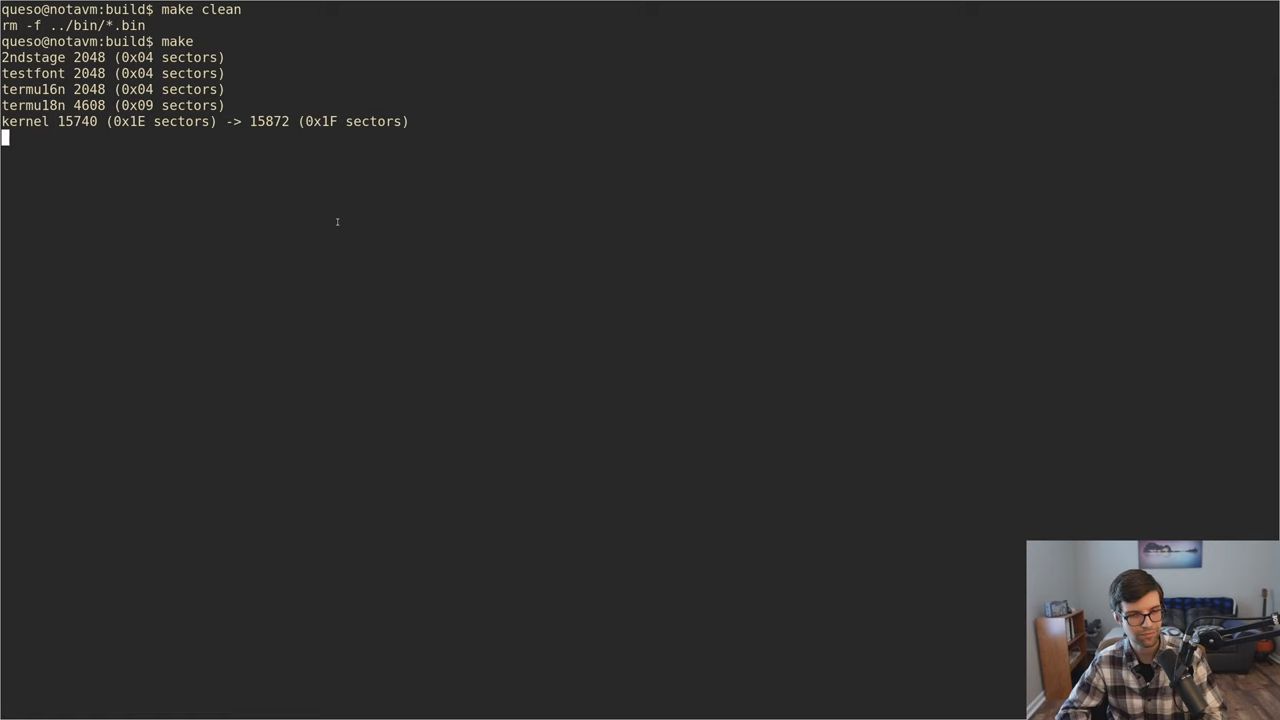 queso@notavm:build$ make clean
rm -f ../bin/*.bin
queso@notavm:build$ make
2ndstage 2048 (0x04 sectors)
testfont 2048 (0x04 sectors)
termu16n 2048 (0x04 sectors)
termu18n 4608 (0x09 sectors)
kernel 15740 (0x1E sectors) -> 15872 (0x1F sectors)